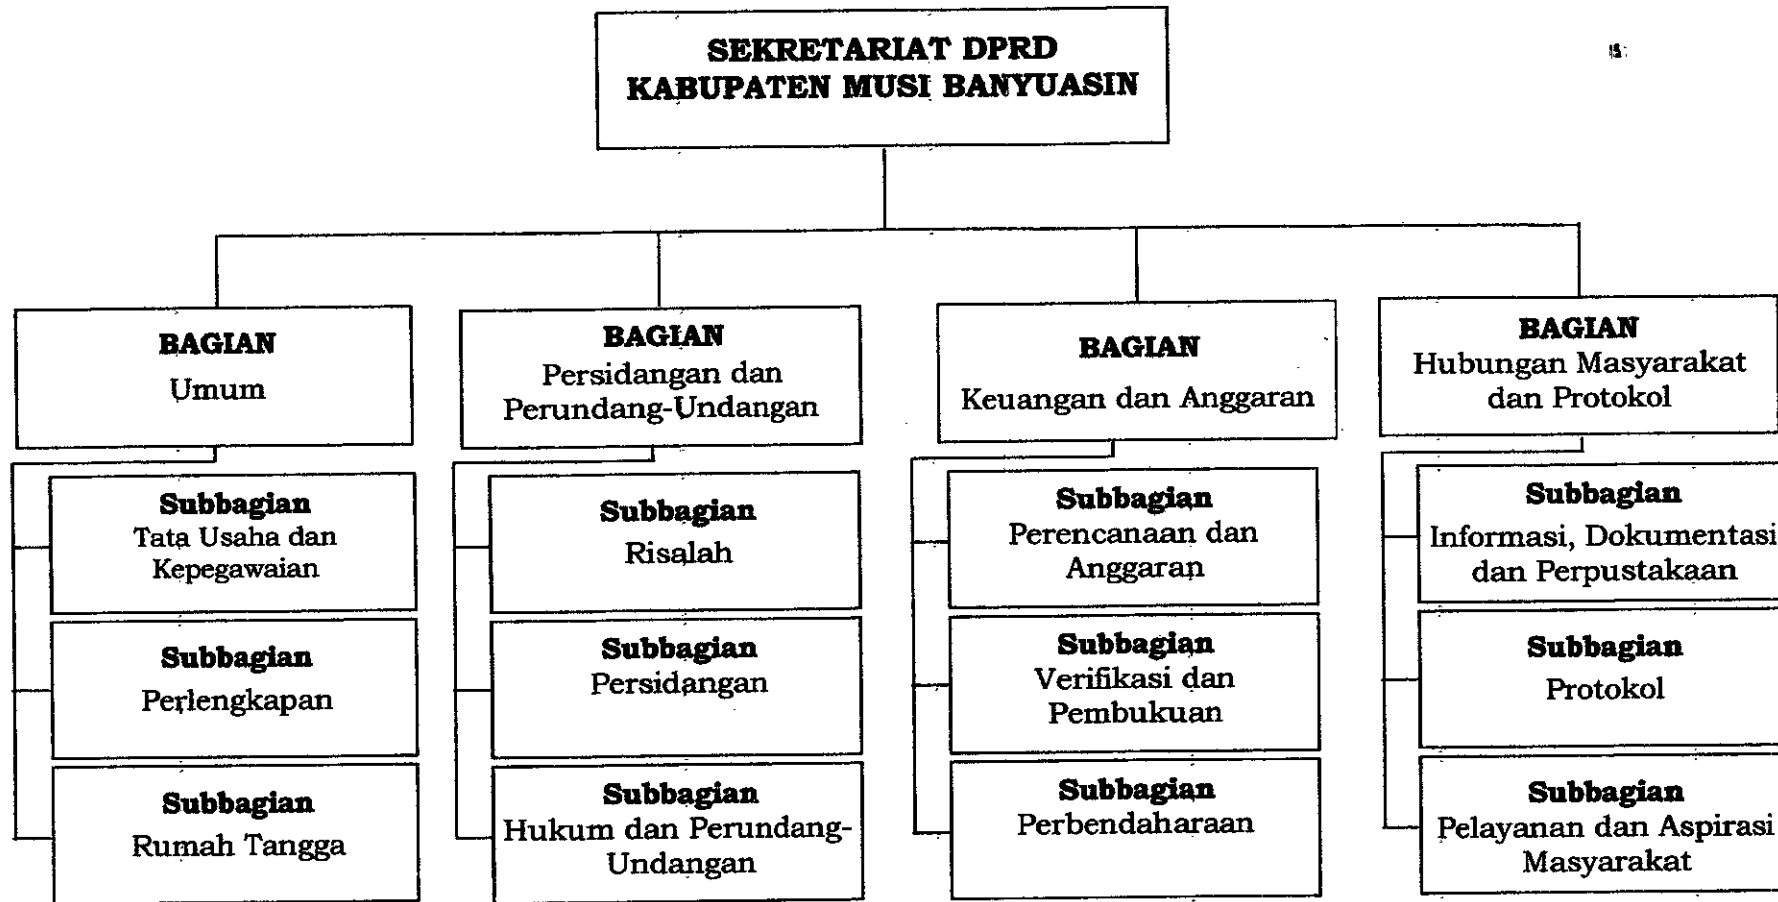 SEKRETARIAT DPRD
KABUPATEN MUSI BANYUASIN
BAGIAN
Umum
BAGIAN
Persidangan dan
Perundang-Undangan
BAGIAN
Keuangan dan Anggaran
BAGIAN
Hubungan Masyarakat
dan Protokol
Subbagian
Tata Usaha dan
Kepegawaian
Subbagian
Perlengkapan
Subbagian
Rumah Tangga
Subbagian
Risalah
Subbagian
Persidangan
Subbagian
Hukum dan Perundang-
Undangan
Subbagian
Perencanaan dan
Anggaran
Subbagian
Verifikasi dan
Pembukuan
Subbagian
Perbendaharaan
Subbagian
Informasi, Dokumentasi
dan Perpustakaan
Subbagian
Protokol
Subbagian
Pelayanan dan Aspirasi
Masyarakat